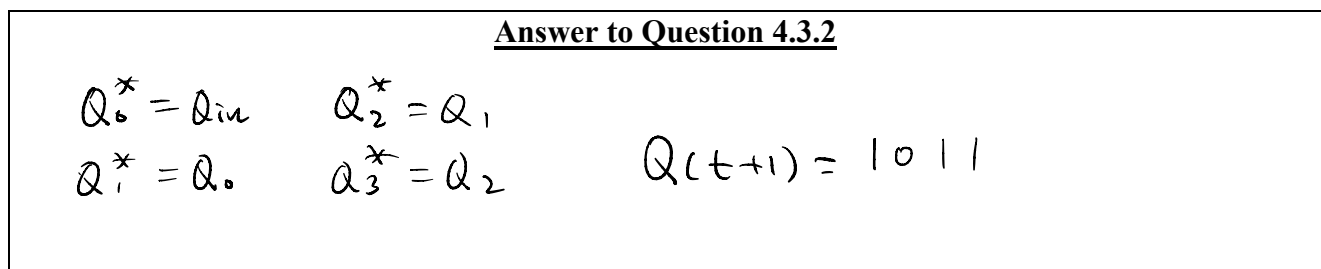 Answer to Question 4.3.2
Q₀* = Qin Q₂* = Q₁
Q₁* = Q₀ Q₃* = Q₂
Q(t+1) = 1011